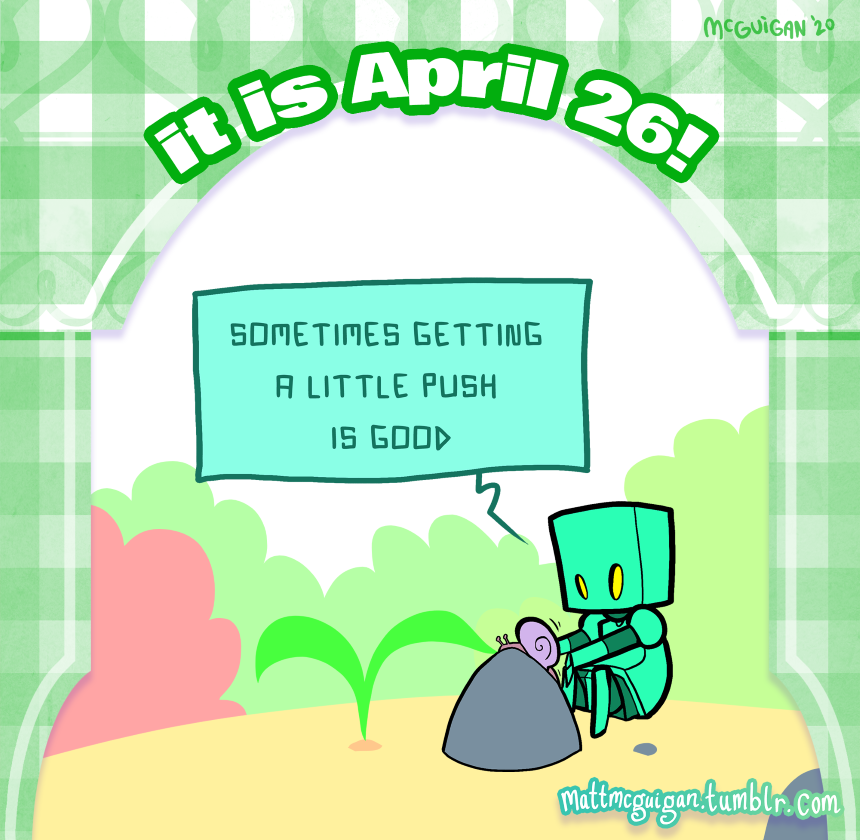 McGUiGAN '20
it is April 26!
SOMETIMES GETTING
A LITTLE PUSH
IS GOOD
mattmcguigan.tumblr.com